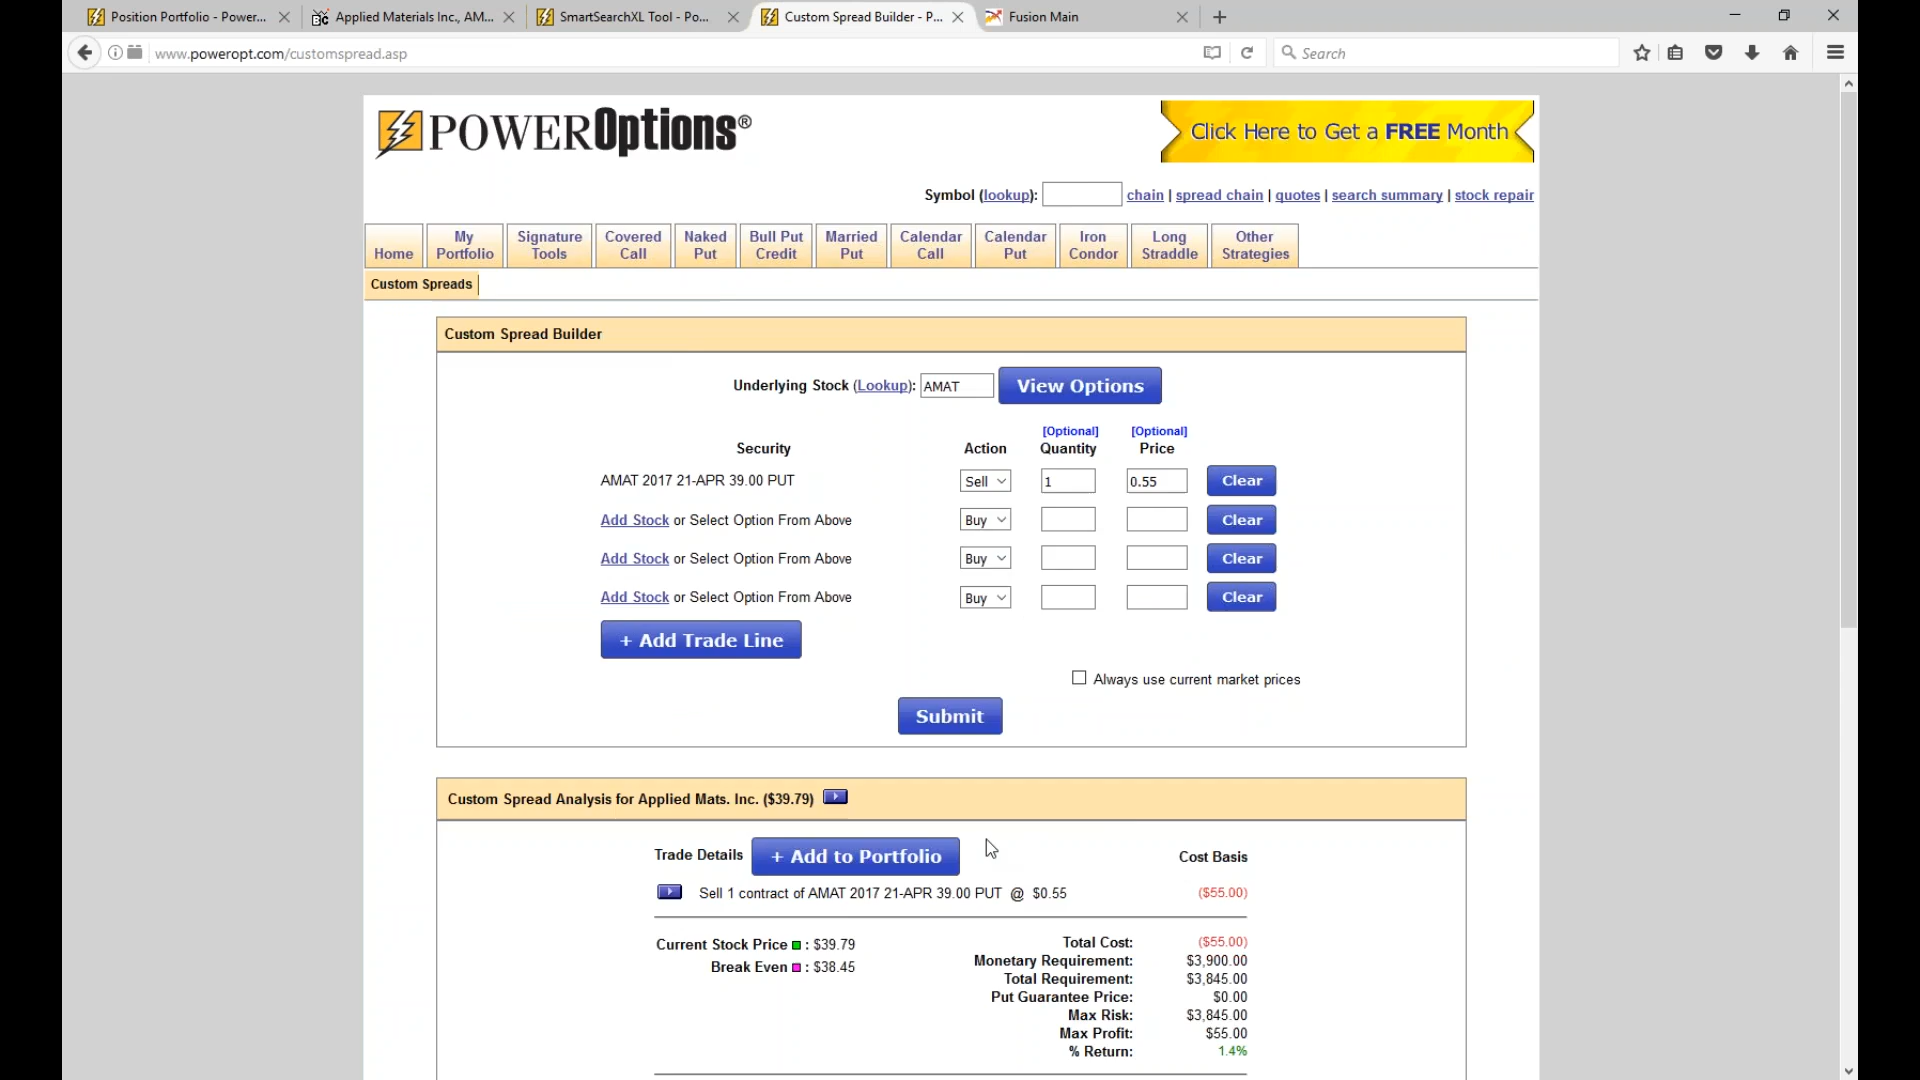 Position Portfolio - Power...
Applied Materials Inc., AM...
SmartSearchXL Tool - Po...
Custom Spread Builder - P...
Fusion Main
www.poweropt.com/customspread.asp
Search
POWEROptions®
Click Here to Get a FREE Month
Symbol (lookup): chain | spread chain | quotes | search summary | stock repair
Home
My Portfolio
Signature Tools
Covered Call
Naked Put
Bull Put Credit
Married Put
Calendar Call
Calendar Put
Iron Condor
Long Straddle
Other Strategies
Custom Spreads
Custom Spread Builder
Underlying Stock (Lookup): AMAT View Options
[Optional] [Optional]
Security Action Quantity Price
AMAT 2017 21-APR 39.00 PUT Sell 1 0.55 Clear
Add Stock or Select Option From Above Buy Clear
Add Stock or Select Option From Above Buy Clear
Add Stock or Select Option From Above Buy Clear
+ Add Trade Line
Always use current market prices
Submit
Custom Spread Analysis for Applied Mats. Inc. ($39.79)
Trade Details + Add to Portfolio Cost Basis
Sell 1 contract of AMAT 2017 21-APR 39.00 PUT @ $0.55 ($55.00)
Current Stock Price : $39.79
Break Even : $38.45
Total Cost: ($55.00)
Monetary Requirement: $3,900.00
Total Requirement: $3,845.00
Put Guarantee Price: $0.00
Max Risk: $3,845.00
Max Profit: $55.00
% Return: 1.4%